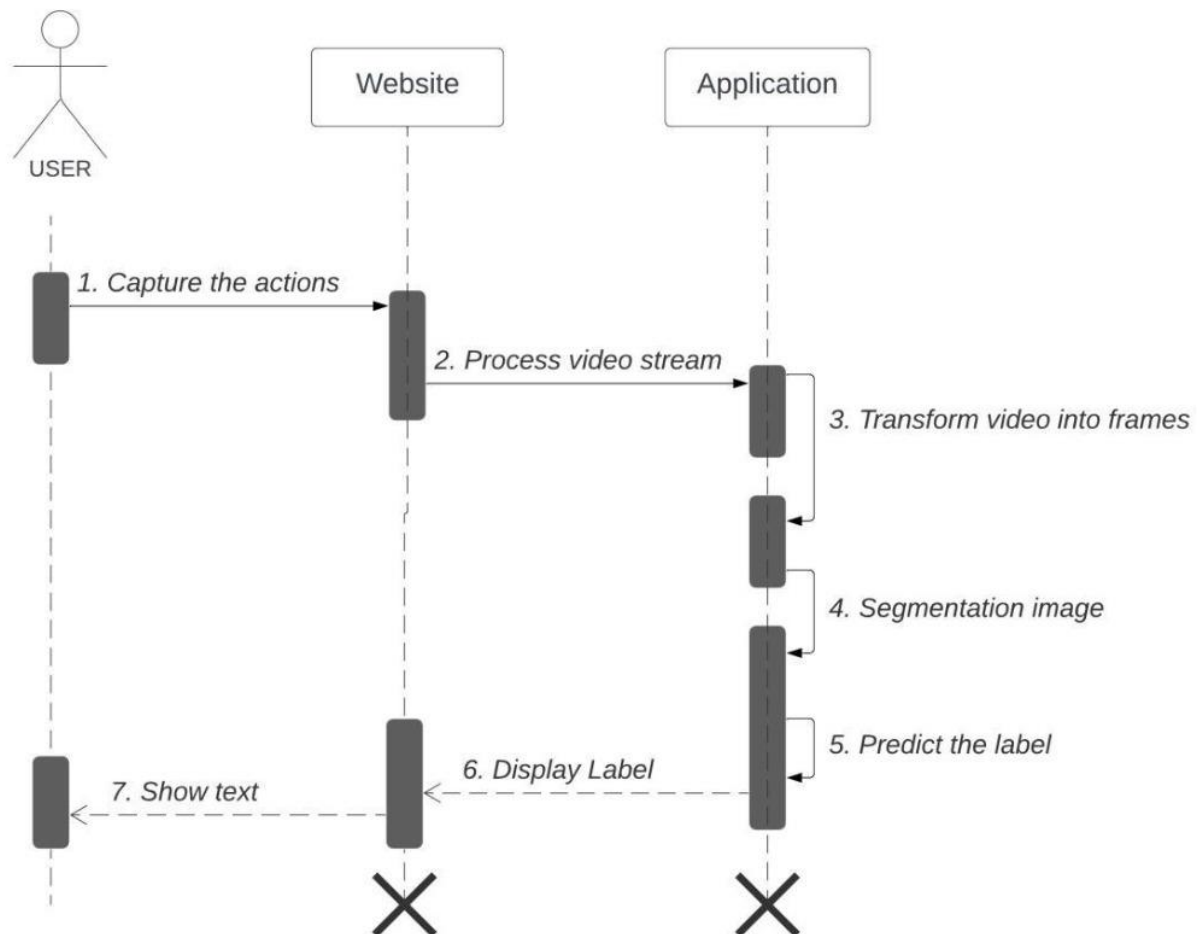 USER
Website
Application
1. Capture the actions
2. Process video stream
3. Transform video into frames
4. Segmentation image
5. Predict the label
6. Display Label
7. Show text